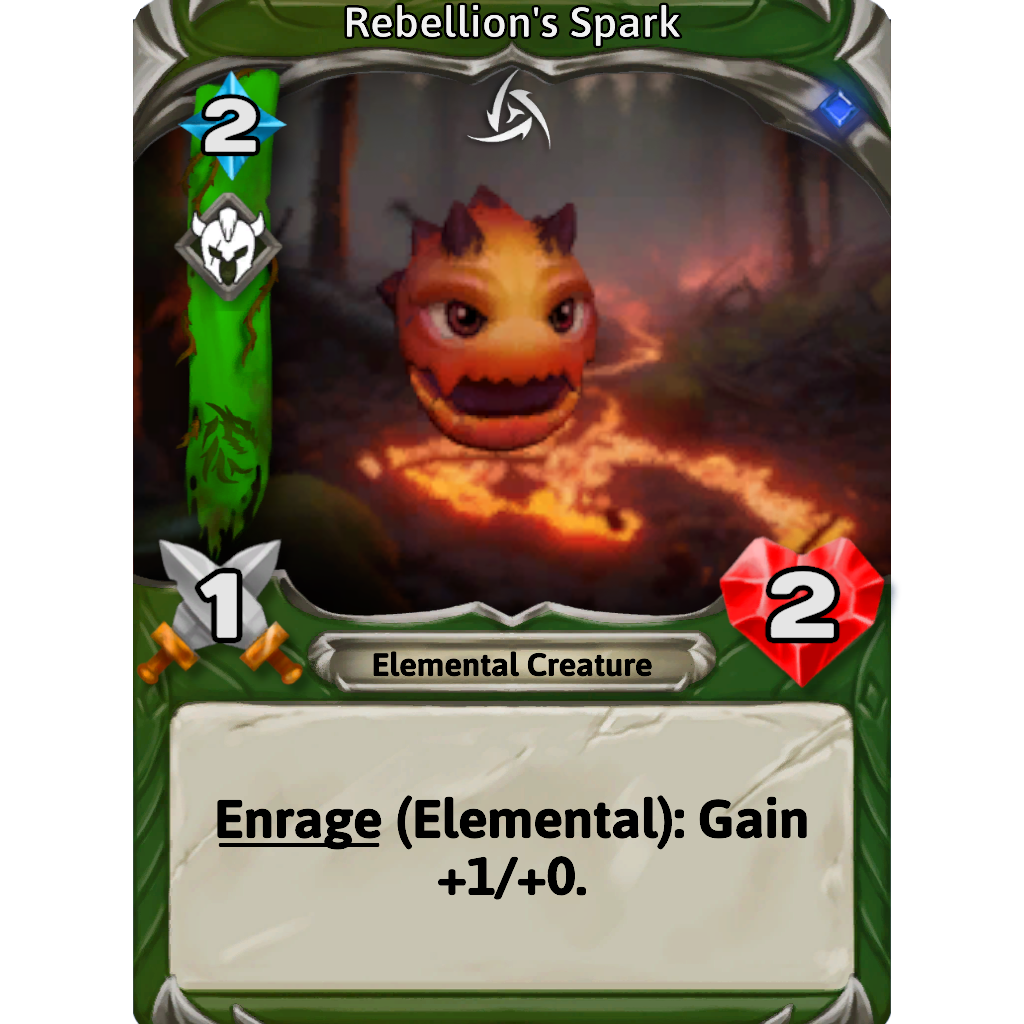 Rebellion's Spark
2
1
2
Elemental Creature
Enrage (Elemental): Gain
+1/+0.